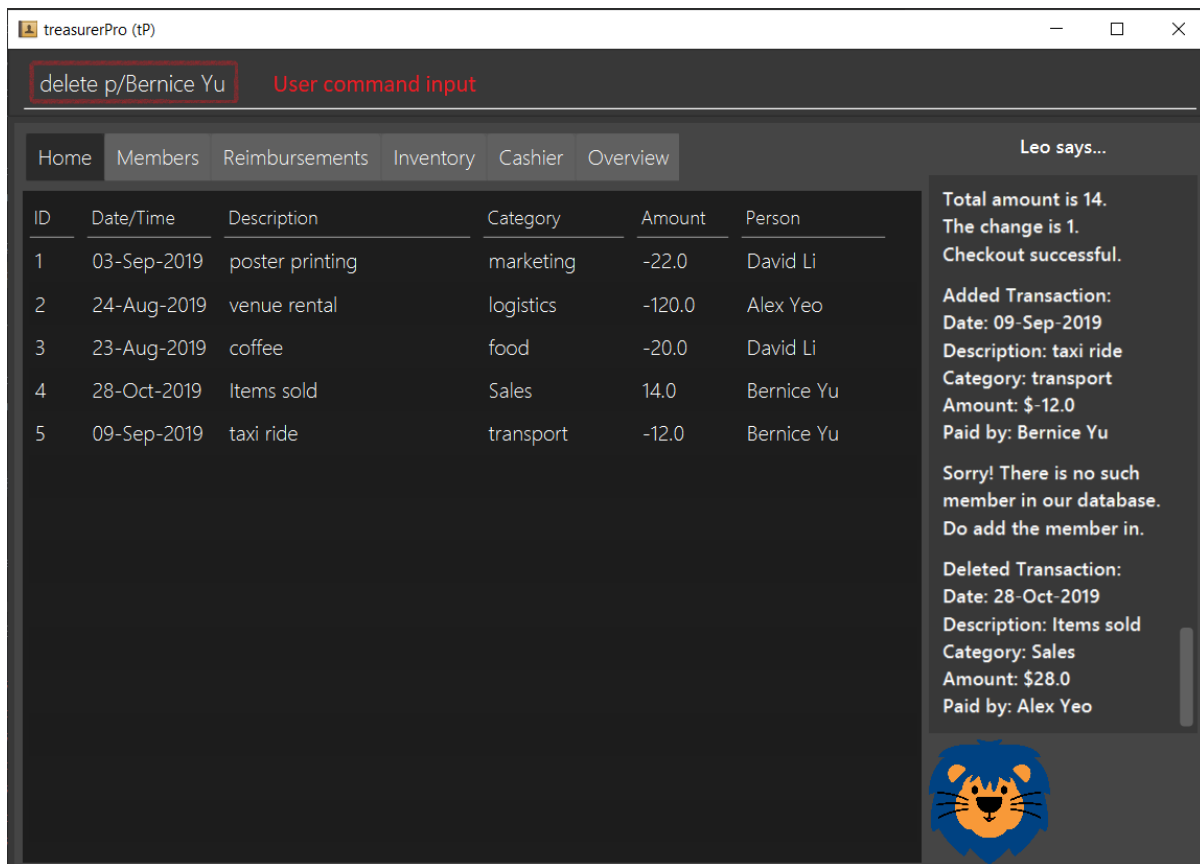 treasurerPro (tP)
delete p/Bernice Yu User command input
Home Members Reimbursements Inventory Cashier Overview
ID Date/Time Description Category Amount Person
1 03-Sep-2019 poster printing marketing -22.0 David Li
2 24-Aug-2019 venue rental logistics -120.0 Alex Yeo
3 23-Aug-2019 coffee food -20.0 David Li
4 28-Oct-2019 Items sold Sales 14.0 Bernice Yu
5 09-Sep-2019 taxi ride transport -12.0 Bernice Yu
Leo says...
Total amount is 14.
The change is 1.
Checkout successful.
Added Transaction:
Date: 09-Sep-2019
Description: taxi ride
Category: transport
Amount: $-12.0
Paid by: Bernice Yu
Sorry! There is no such
member in our database.
Do add the member in.
Deleted Transaction:
Date: 28-Oct-2019
Description: Items sold
Category: Sales
Amount: $28.0
Paid by: Alex Yeo